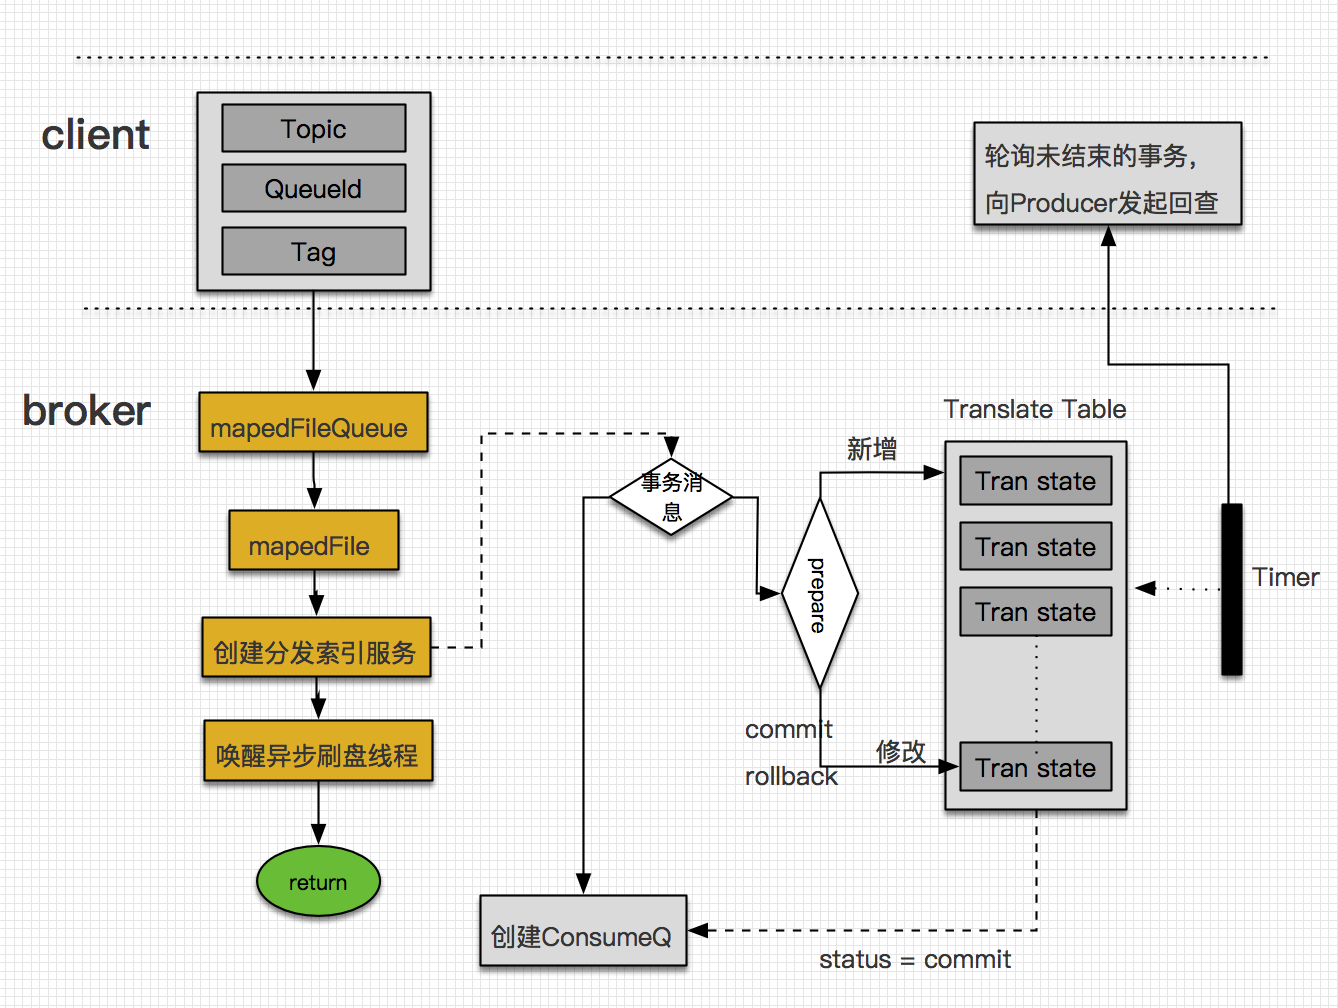 client
Topic
QueueId
Tag
轮询未结束的事务,
向Producer发起回查
broker
mapedFileQueue
mapedFile
创建分发索引服务
唤醒异步刷盘线程
return
事务消
息
prepare
新增
commit
rollback
修改
Translate Table
Tran state
Tran state
Tran state
Tran state
Timer
创建ConsumeQ
status = commit